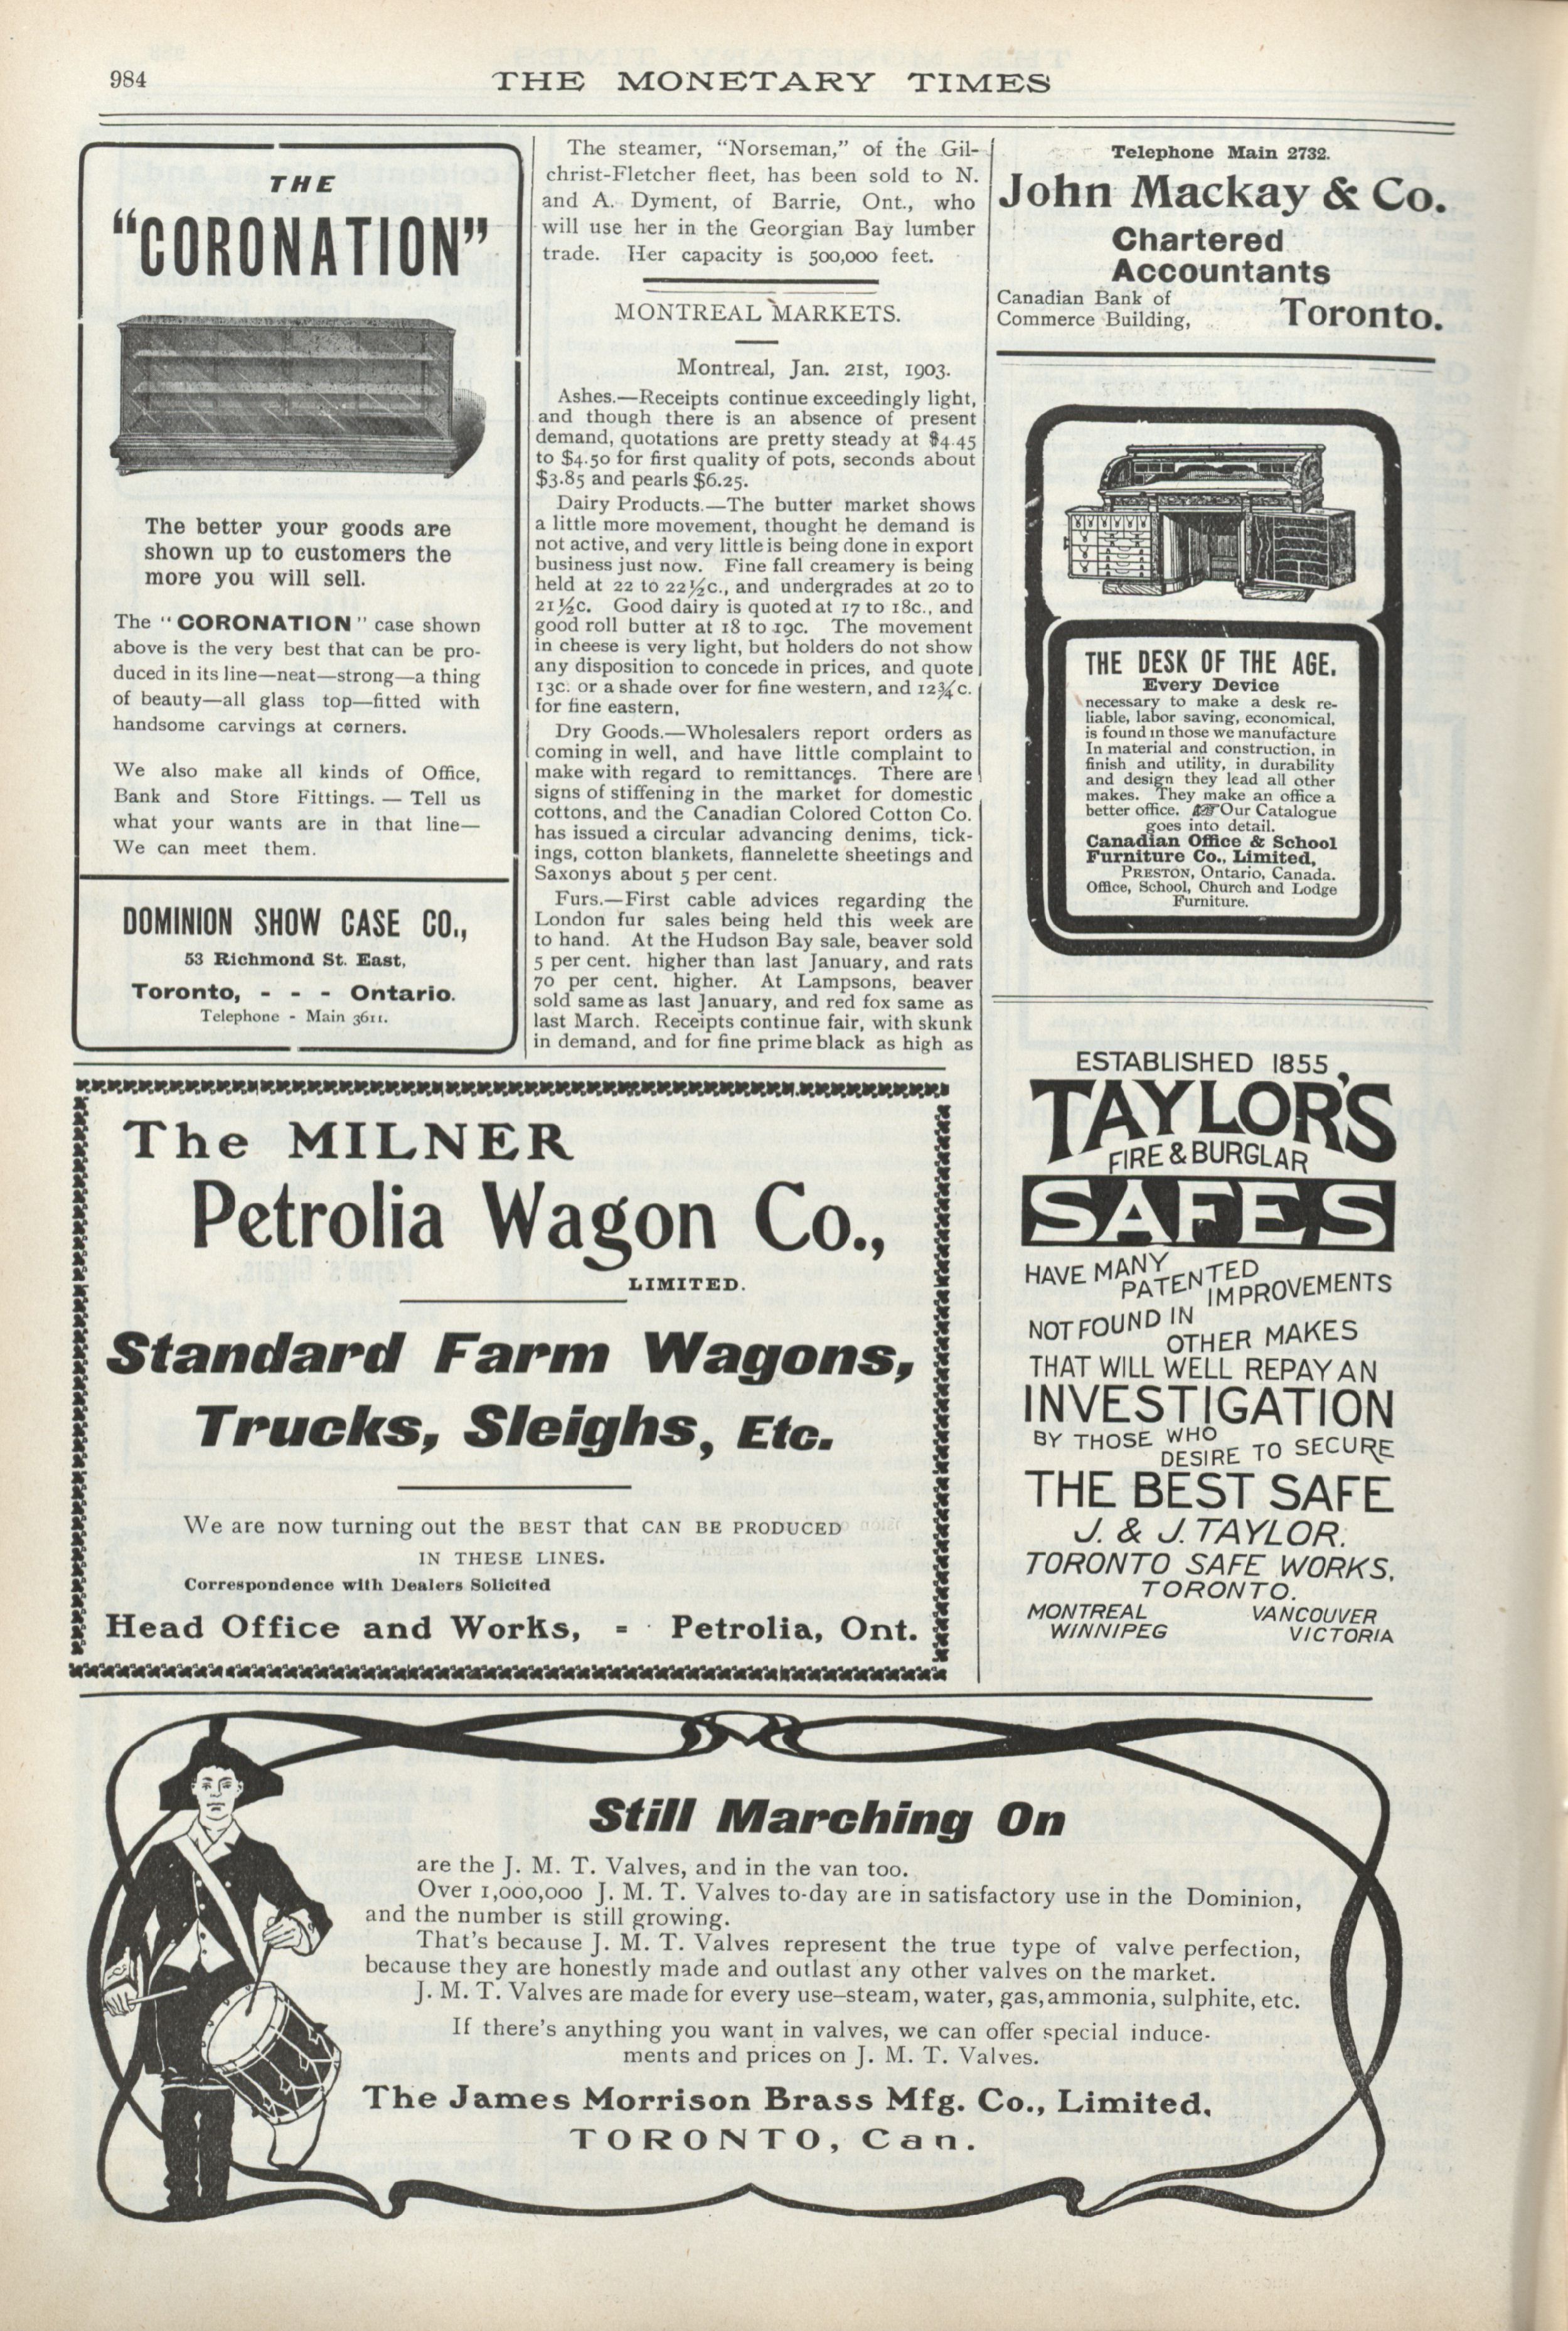 984
THE MONETARY TIMES
THE
"CORONATION"
The better your goods are
shown up to customers the
more you will sell.
The "CORONATION" case shown
above is the very best that can be pro-
duced in its line—neat—strong—a thing
of beauty—all glass top—fitted with
handsome carvings at corners.
We also make all kinds of Office,
Bank and Store Fittings. — Tell us
what your wants are in that line—
We can meet them.
DOMINION SHOW CASE CO.,
53 Richmond St. East,
Toronto, - - - Ontario.
Telephone - Main 3611.
The steamer, "Norseman," of the Gil-
christ-Fletcher fleet, has been sold to N.
and A. Dyment, of Barrie, Ont., who
will use her in the Georgian Bay lumber
trade. Her capacity is 500,000 feet.
MONTREAL MARKETS.
Montreal, Jan. 21st, 1903.
Ashes.—Receipts continue exceedingly light,
and though there is an absence of present
demand, quotations are pretty steady at $4.45
to $4.50 for first quality of pots, seconds about
$3.85 and pearls $6.25.
Dairy Products.—The butter market shows
a little more movement, thought he demand is
not active, and very little is being done in export
business just now. Fine fall creamery is being
held at 22 to 22½c., and undergrades at 20 to
21½c. Good dairy is quoted at 17 to 18c., and
good roll butter at 18 to 19c. The movement
in cheese is very light, but holders do not show
any disposition to concede in prices, and quote
13c. or a shade over for fine western, and 12¾c.
for fine eastern,
Dry Goods.—Wholesalers report orders as
coming in well, and have little complaint to
make with regard to remittances. There are
signs of stiffening in the market for domestic
cottons, and the Canadian Colored Cotton Co.
has issued a circular advancing denims, tick-
ings, cotton blankets, flannelette sheetings and
Saxonys about 5 per cent.
Furs.—First cable advices regarding the
London fur sales being held this week are
to hand. At the Hudson Bay sale, beaver sold
5 per cent. higher than last January, and rats
70 per cent. higher. At Lampsons, beaver
sold same as last January, and red fox same as
last March. Receipts continue fair, with skunk
in demand, and for fine prime black as high as
Telephone Main 2732.
John Mackay & Co.
Chartered
Accountants
Canadian Bank of
Commerce Building,
Toronto.
THE DESK OF THE AGE.
Every Device
necessary to make a desk re-
liable, labor saving, economical,
is found in those we manufacture
In material and construction, in
finish and utility, in durability
and design they lead all other
makes. They make an office a
better office. ☞Our Catalogue
goes into detail.
Canadian Office & School
Furniture Co., Limited,
PRESTON, Ontario, Canada.
Office, School, Church and Lodge
Furniture.
ESTABLISHED 1855
TAYLOR'S
FIRE & BURGLAR
SAFES
HAVE MANY
PATENTED
IMPROVEMENTS
NOT FOUND IN
OTHER MAKES
THAT WILL WELL REPAY AN
INVESTIGATION
BY THOSE WHO
DESIRE TO SECURE
THE BEST SAFE
J. & J. TAYLOR.
TORONTO SAFE WORKS.
TORONTO.
MONTREAL VANCOUVER
WINNIPEG VICTORIA
The MILNER
Petrolia Wagon Co.,
LIMITED.
Standard Farm Wagons,
Trucks, Sleighs, Etc.
We are now turning out the BEST that CAN BE PRODUCED
IN THESE LINES.
Correspondence with Dealers Solicited
Head Office and Works, = Petrolia, Ont.
Still Marching On
are the J. M. T. Valves, and in the van too.
Over 1,000,000 J. M. T. Valves to-day are in satisfactory use in the Dominion,
and the number is still growing.
That's because J. M. T. Valves represent the true type of valve perfection,
because they are honestly made and outlast any other valves on the market.
J. M. T. Valves are made for every use—steam, water, gas, ammonia, sulphite, etc.
If there's anything you want in valves, we can offer special induce-
ments and prices on J. M. T. Valves.
The James Morrison Brass Mfg. Co., Limited.
TORONTO, Can.